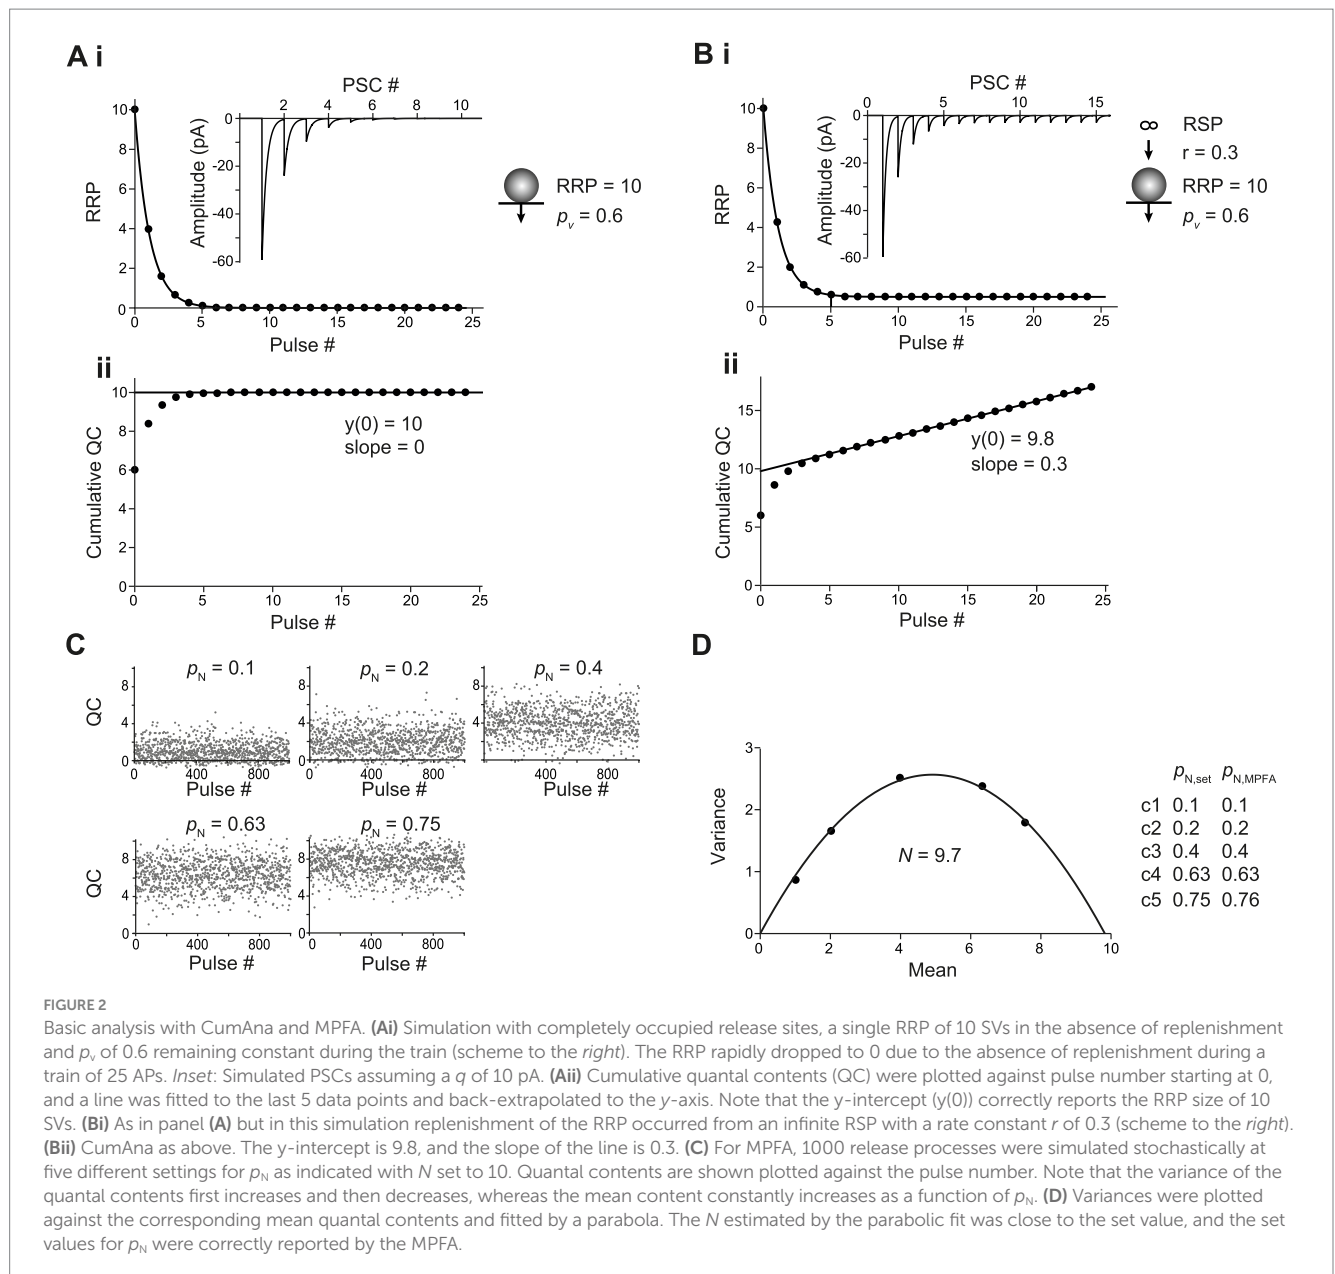 A i
PSC #
2 4 6 8 10
0
-20
-40
-60
Amplitude (pA)
10
8
6
4
2
0
RRP
0 5 10 15 20 25
Pulse #
RRP = 10
pv = 0.6
ii
10
8
6
4
2
0
Cumulative QC
y(0) = 10
slope = 0
0 5 10 15 20 25
Pulse #
B i
PSC #
0 5 10 15
0
-20
-40
-60
Amplitude (pA)
10
8
6
4
2
0
RRP
0 5 10 15 20 25
Pulse #
∞ RSP
r = 0.3
RRP = 10
pv = 0.6
ii
15
10
5
0
Cumulative QC
y(0) = 9.8
slope = 0.3
0 5 10 15 20 25
Pulse #
C
pN = 0.1
QC
8
4
0
0 400 800
Pulse #
pN = 0.2
8
4
0
0 400 800
Pulse #
pN = 0.4
8
4
0 400 800
Pulse #
pN = 0.63
QC
8
4
0
0 400 800
Pulse #
pN = 0.75
8
4
0
0 400 800
Pulse #
D
3
2
1
0
Variance
N = 9.7
0 2 4 6 8 10
Mean
pN,set pN,MPFA
c1 0.1 0.1
c2 0.2 0.2
c3 0.4 0.4
c4 0.63 0.63
c5 0.75 0.76
FIGURE 2
Basic analysis with CumAna and MPFA. (Ai) Simulation with completely occupied release sites, a single RRP of 10 SVs in the absence of replenishment
and pv of 0.6 remaining constant during the train (scheme to the right). The RRP rapidly dropped to 0 due to the absence of replenishment during a
train of 25 APs. Inset: Simulated PSCs assuming a q of 10 pA. (Aii) Cumulative quantal contents (QC) were plotted against pulse number starting at 0,
and a line was fitted to the last 5 data points and back-extrapolated to the y-axis. Note that the y-intercept (y(0)) correctly reports the RRP size of 10
SVs. (Bi) As in panel (A) but in this simulation replenishment of the RRP occurred from an infinite RSP with a rate constant r of 0.3 (scheme to the right).
(Bii) CumAna as above. The y-intercept is 9.8, and the slope of the line is 0.3. (C) For MPFA, 1000 release processes were simulated stochastically at
five different settings for pN as indicated with N set to 10. Quantal contents are shown plotted against the pulse number. Note that the variance of the
quantal contents first increases and then decreases, whereas the mean content constantly increases as a function of pN. (D) Variances were plotted
against the corresponding mean quantal contents and fitted by a parabola. The N estimated by the parabolic fit was close to the set value, and the set
values for pN were correctly reported by the MPFA.